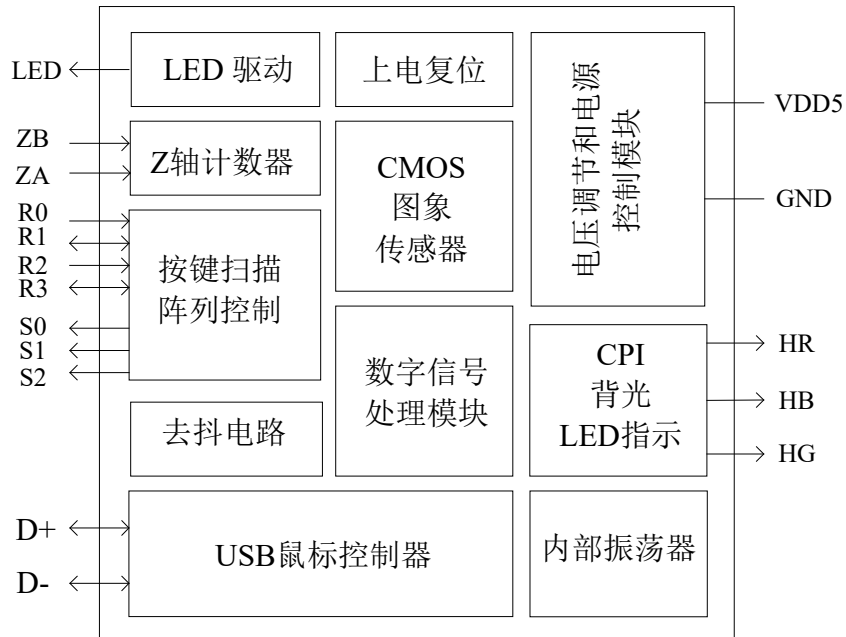 LED
LED 驱动
上电复位
电压调节和电源
控制模块
VDD5
ZB
ZA
Z轴计数器
CMOS
图象
传感器
GND
R0
R1
R2
R3
S0
S1
S2
按键扫描
阵列控制
数字信号
处理模块
CPI
背光
LED指示
HR
HB
HG
去抖电路
D+
D-
USB鼠标控制器
内部振荡器